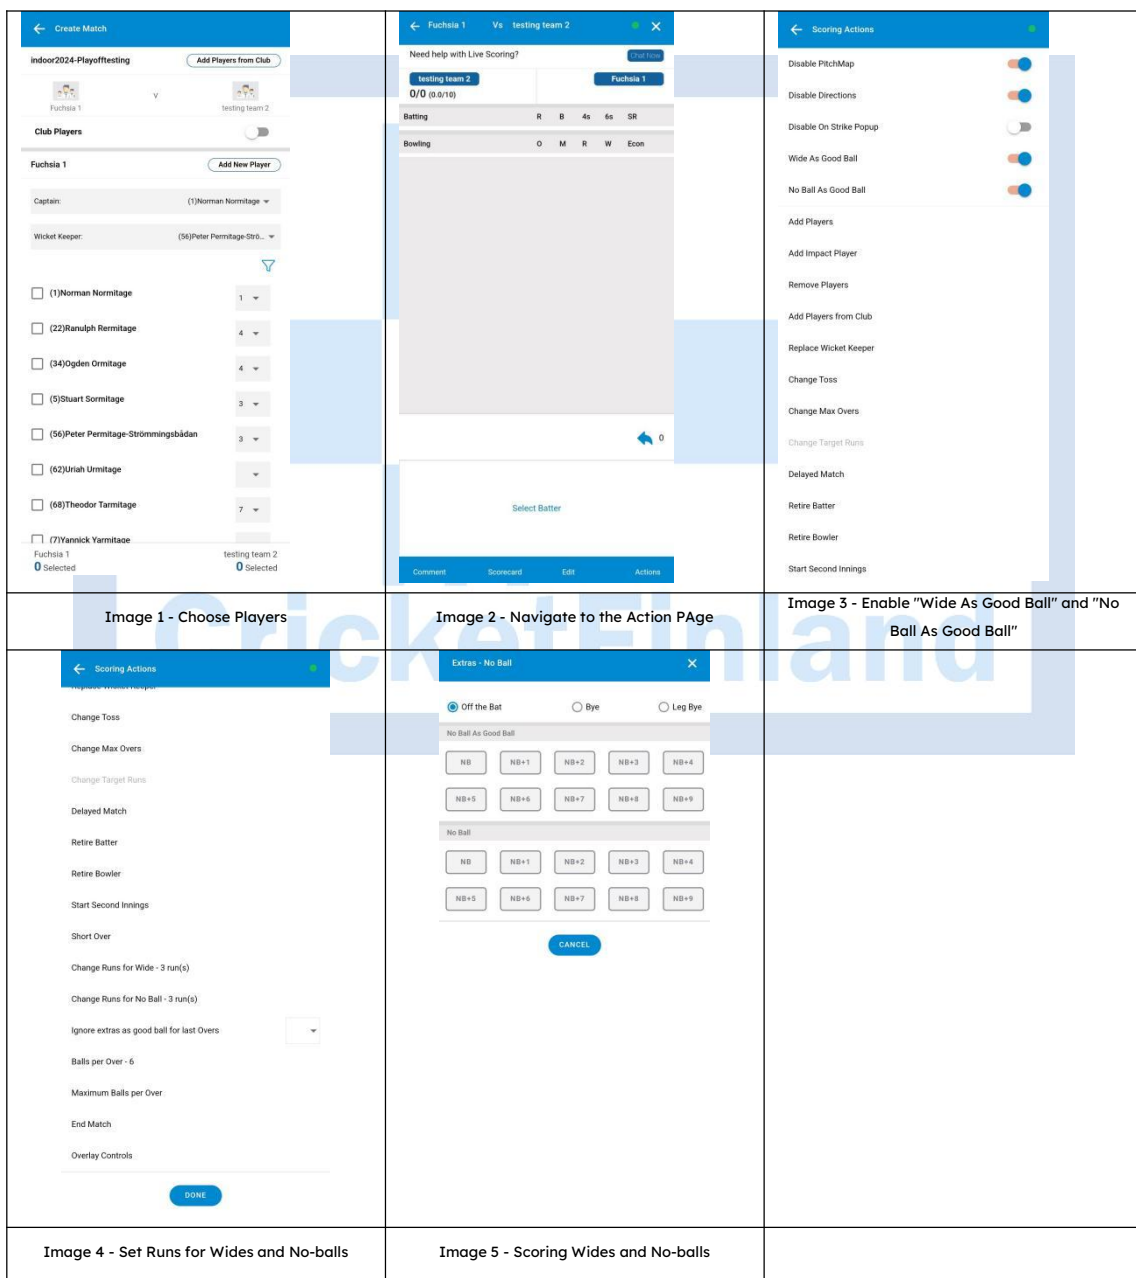 Create Match
indoor2024-Playofftesting
Add Players from Club
V
Fuchsia 1
testing team 2
Club Players
Fuchsia 1
Add New Player
Captain:
(1)Norman Normitage
Wicket Keeper:
(56)Peter Permitage-Strö...
(1)Norman Normitage
1
(22)Ranulph Rermitage
4
(34)Ogden Ormitage
4
(5)Stuart Sormitage
3
(56)Peter Permitage-Strömmingsbådan
3
(62)Uriah Urmitage
(68)Theodor Tarmitage
7
(7)Yannick Yarmitage
Fuchsia 1
testing team 2
0 Selected
0 Selected
Image 1 - Choose Players
Fuchsia 1 Vs testing team 2
Need help with Live Scoring?
Chat Now
testing team 2
Fuchsia 1
0/0 (0.0/10)
Batting R B 4s 6s SR
Bowling O M R W Econ
0
Select Batter
Comment Scorecard Edit Actions
Image 2 - Navigate to the Action PAge
Scoring Actions
Disable PitchMap
Disable Directions
Disable On Strike Popup
Wide As Good Ball
No Ball As Good Ball
Add Players
Add Impact Player
Remove Players
Add Players from Club
Replace Wicket Keeper
Change Toss
Change Max Overs
Change Target Runs
Delayed Match
Retire Batter
Retire Bowler
Start Second Innings
Image 3 - Enable "Wide As Good Ball" and "No
Ball As Good Ball"
CricketFinland
Scoring Actions
Replace Wicket Keeper
Change Toss
Change Max Overs
Change Target Runs
Delayed Match
Retire Batter
Retire Bowler
Start Second Innings
Short Over
Change Runs for Wide - 3 run(s)
Change Runs for No Ball - 3 run(s)
Ignore extras as good ball for last Overs
Balls per Over - 6
Maximum Balls per Over
End Match
Overlay Controls
DONE
Image 4 - Set Runs for Wides and No-balls
Extras - No Ball
Off the Bat Bye Leg Bye
No Ball As Good Ball
NB NB+1 NB+2 NB+3 NB+4
NB+5 NB+6 NB+7 NB+8 NB+9
No Ball
NB NB+1 NB+2 NB+3 NB+4
NB+5 NB+6 NB+7 NB+8 NB+9
CANCEL
Image 5 - Scoring Wides and No-balls